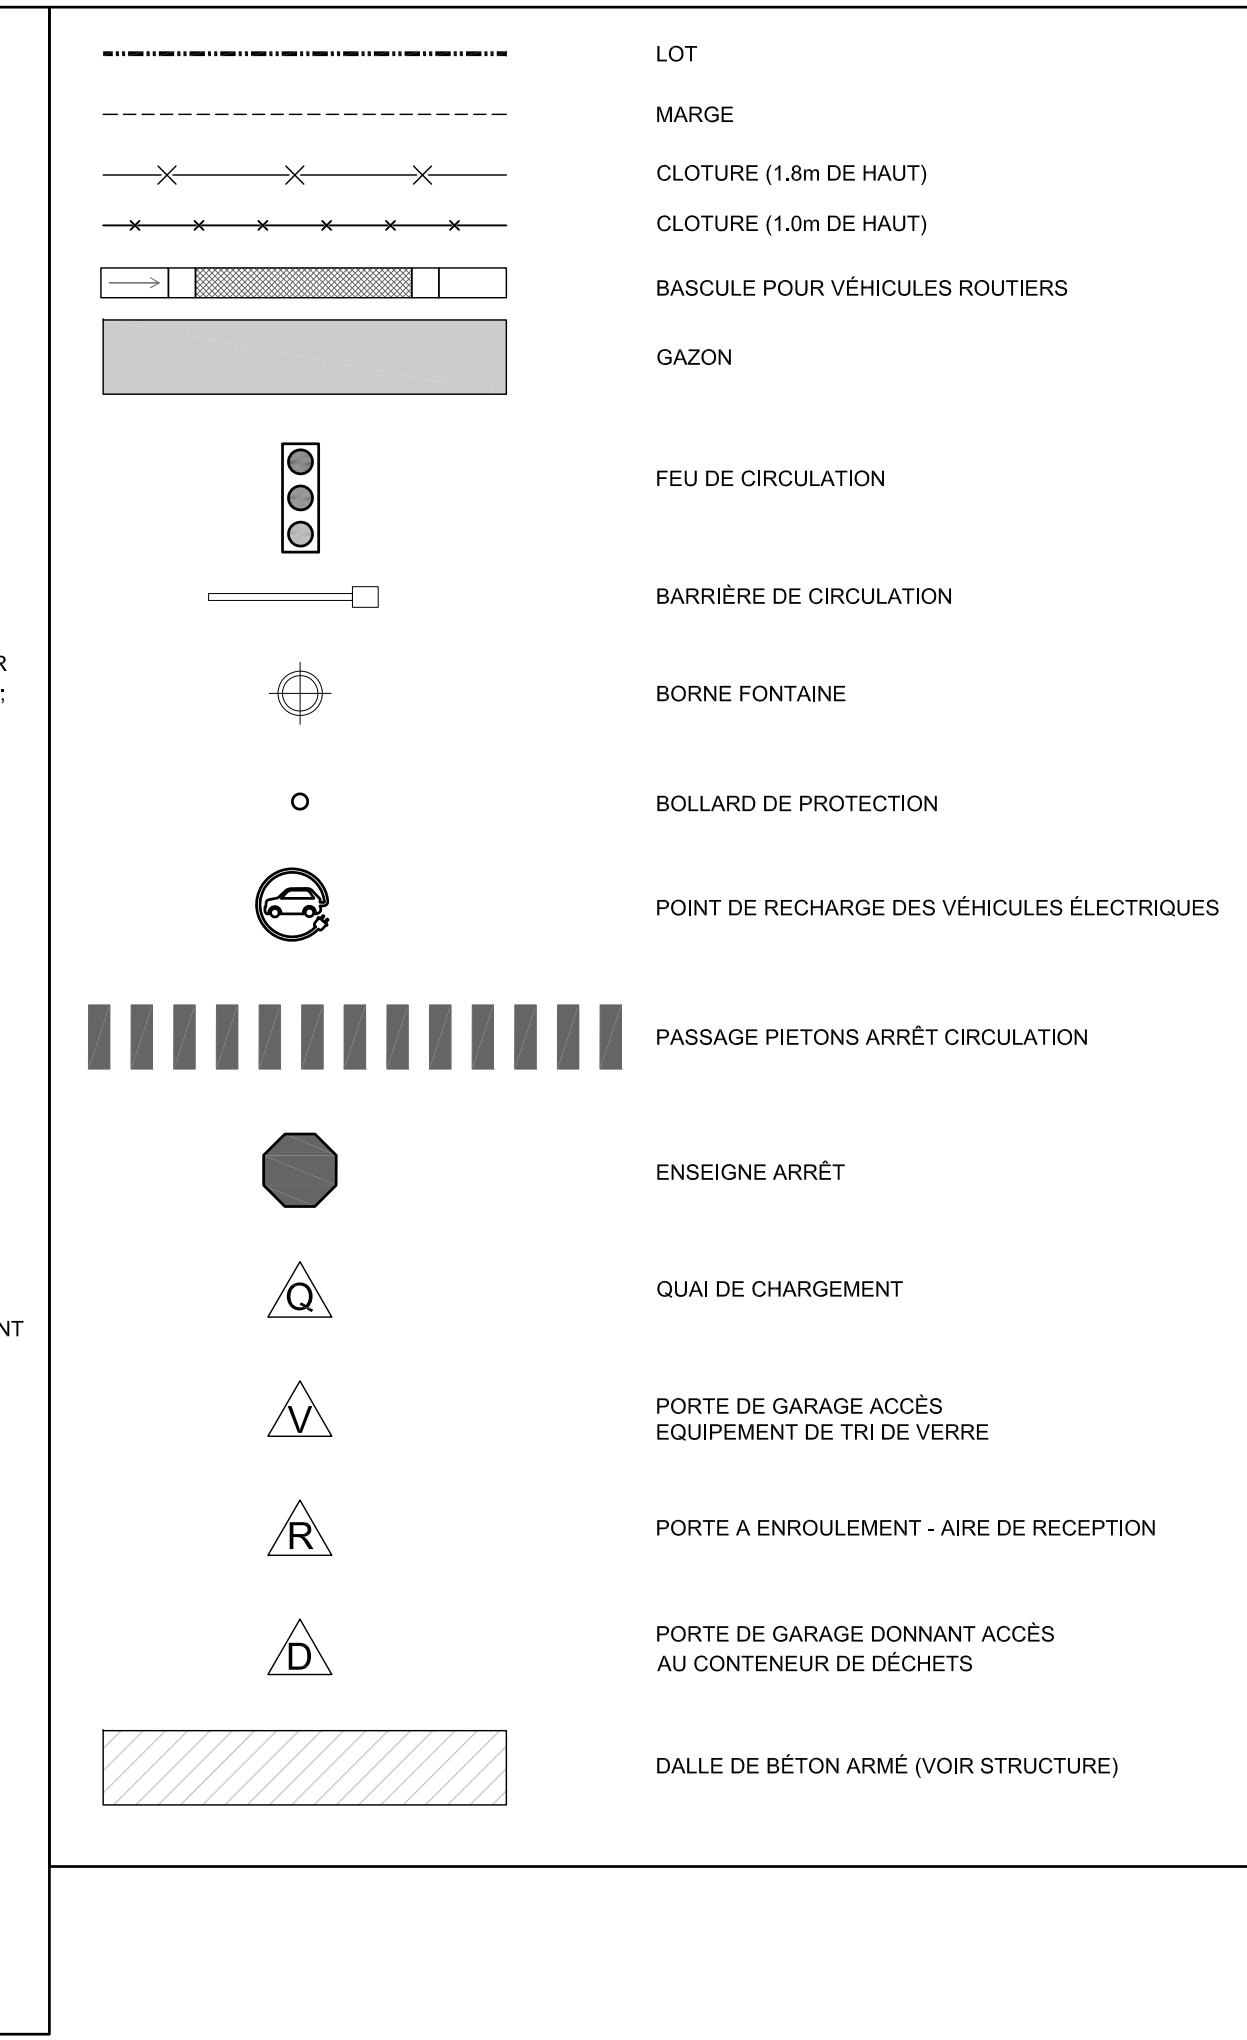 LOT
MARGE
CLOTURE (1.8m DE HAUT)
CLOTURE (1.0m DE HAUT)
BASCULE POUR VÉHICULES ROUTIERS
GAZON
FEU DE CIRCULATION
BARRIÈRE DE CIRCULATION
R
;
BORNE FONTAINE
BOLLARD DE PROTECTION
POINT DE RECHARGE DES VÉHICULES ÉLECTRIQUES
PASSAGE PIETONS ARRÊT CIRCULATION
ENSEIGNE ARRÊT
Q QUAI DE CHARGEMENT
NT
V PORTE DE GARAGE ACCÈS
EQUIPEMENT DE TRI DE VERRE
R PORTE A ENROULEMENT - AIRE DE RECEPTION
D PORTE DE GARAGE DONNANT ACCÈS
AU CONTENEUR DE DÉCHETS
DALLE DE BÉTON ARMÉ (VOIR STRUCTURE)